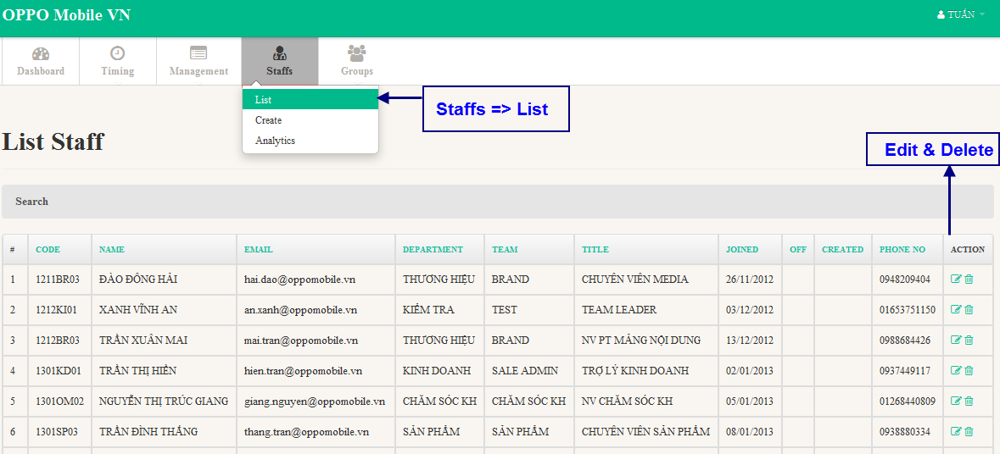 OPPO Mobile VN
TUẤN
Dashboard Timing Management Staffs Groups
List
Create
Analytics
Staffs => List
List Staff
Edit & Delete
Search
# CODE NAME EMAIL DEPARTMENT TEAM TITLE JOINED OFF CREATED PHONE NO ACTION
1 1211BR03 ĐÀO ĐÔNG HẢI hai.dao@oppomobile.vn THƯƠNG HIỆU BRAND CHUYÊN VIÊN MEDIA 26/11/2012 0948209404
2 1212KI01 XANH VĨNH AN an.xanh@oppomobile.vn KIỂM TRA TEST TEAM LEADER 03/12/2012 01653751150
3 1212BR03 TRẦN XUÂN MAI mai.tran@oppomobile.vn THƯƠNG HIỆU BRAND NV PT MẢNG NỘI DUNG 13/12/2012 0988684426
4 1301KD01 TRẦN THỊ HIỀN hien.tran@oppomobile.vn KINH DOANH SALE ADMIN TRỢ LÝ KINH DOANH 02/01/2013 0937449117
5 1301OM02 NGUYỄN THỊ TRÚC GIANG giang.nguyen@oppomobile.vn CHĂM SÓC KH CHĂM SÓC KH NV CHĂM SÓC KH 05/01/2013 01268440809
6 1301SP03 TRẦN ĐÌNH THẮNG thang.tran@oppomobile.vn SẢN PHẨM SẢN PHẨM CHUYÊN VIÊN SẢN PHẨM 08/01/2013 0938880334